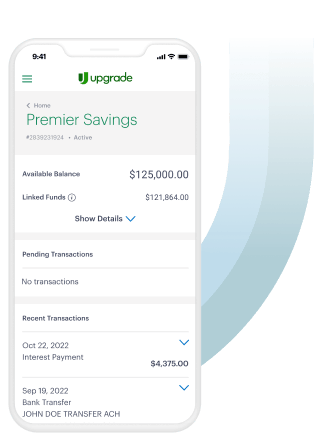 9:41
upgrade
Home
Premier Savings
#2838231924 • Active
Available Balance $125,000.00
Linked Funds $121,864.00
Show Details
Pending Transactions
No transactions
Recent Transactions
Oct 22, 2022
Interest Payment
$4,375.00
Sep 19, 2022
Bank Transfer
JOHN DOE TRANSFER ACH